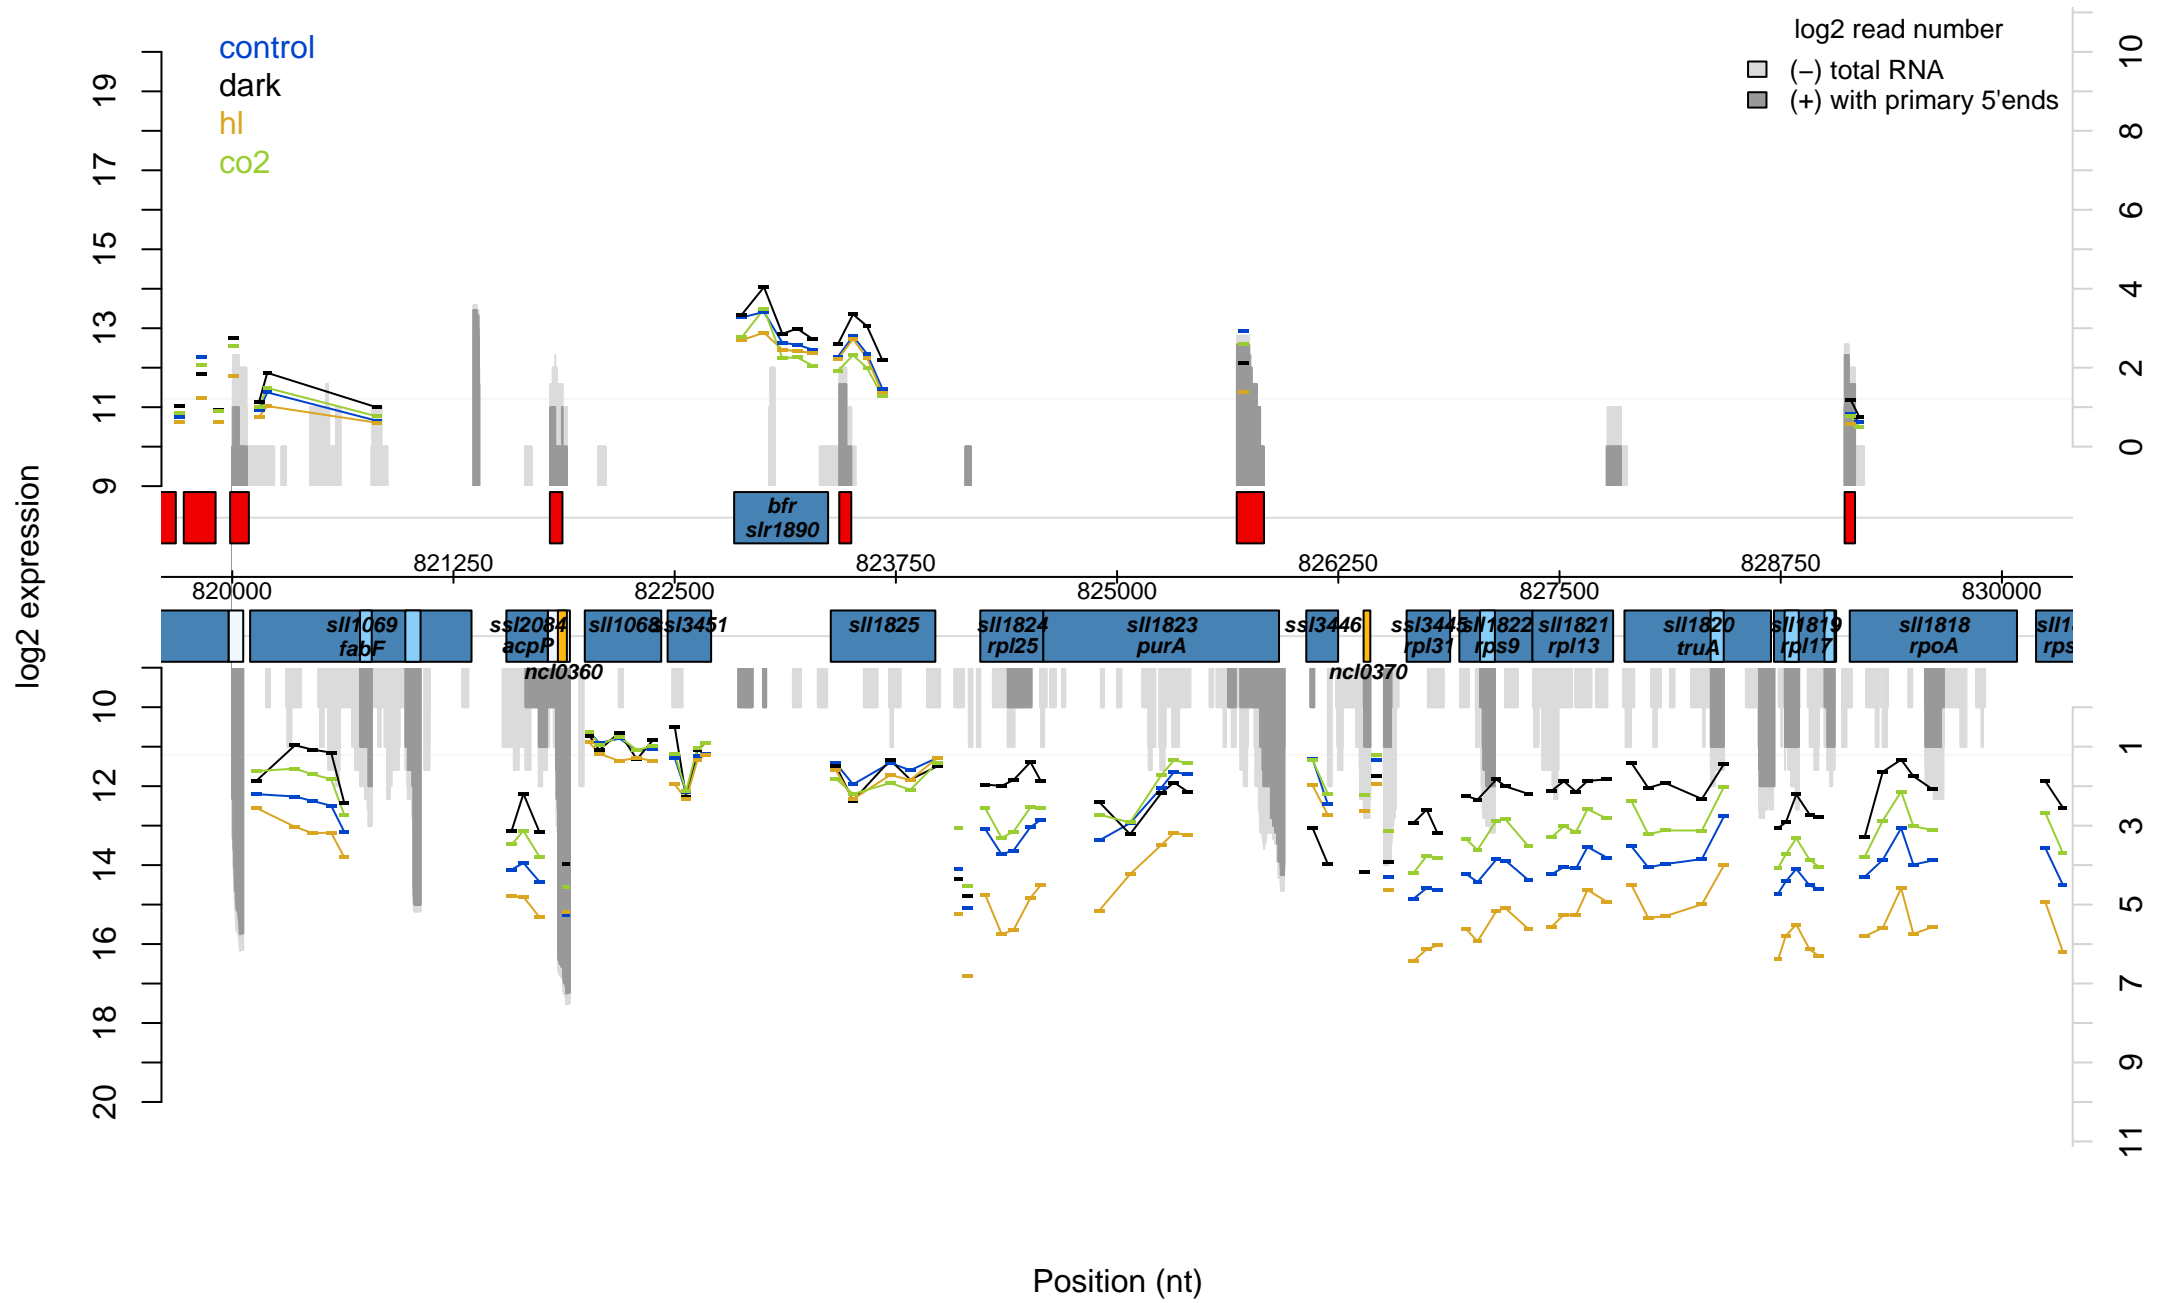 control
dark
hl
co2
log2 read number
(−) total RNA
(+) with primary 5'ends
19
17
15
13
11
9
10
8
6
4
2
0
log2 expression
bfr
slr1890
821250
823750
826250
828750
820000
822500
825000
827500
830000
sll1069
fabF
ssl2084
acpP
ncl0360
sll1068
ssl3451
sll1825
sll1824
rpl25
sll1823
purA
ssl3446
ncl0370
ssl3445
rpl31
sll1822
rps9
sll1821
rpl13
sll1820
truA
sll1819
rpl17
sll1818
rpoA
sll1
rps
10
12
14
16
18
20
1
3
5
7
9
11
Position (nt)